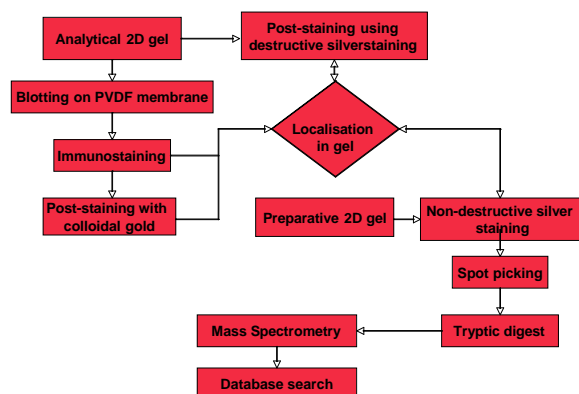 Analytical 2D gel
Post-staining using
destructive silverstaining
Blotting on PVDF membrane
Localisation
in gel
Immunostaining
Post-staining with
colloidal gold
Preparative 2D gel
Non-destructive silver
staining
Spot picking
Mass Spectrometry
Tryptic digest
Database search